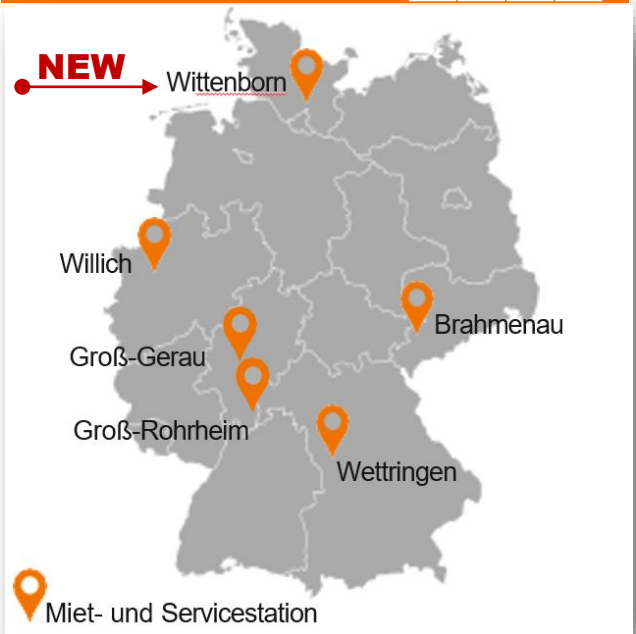 NEW
Wittenborn
Willich
Brahmenau
Groß-Gerau
Groß-Rohrheim
Wettringen
Miet- und Servicestation